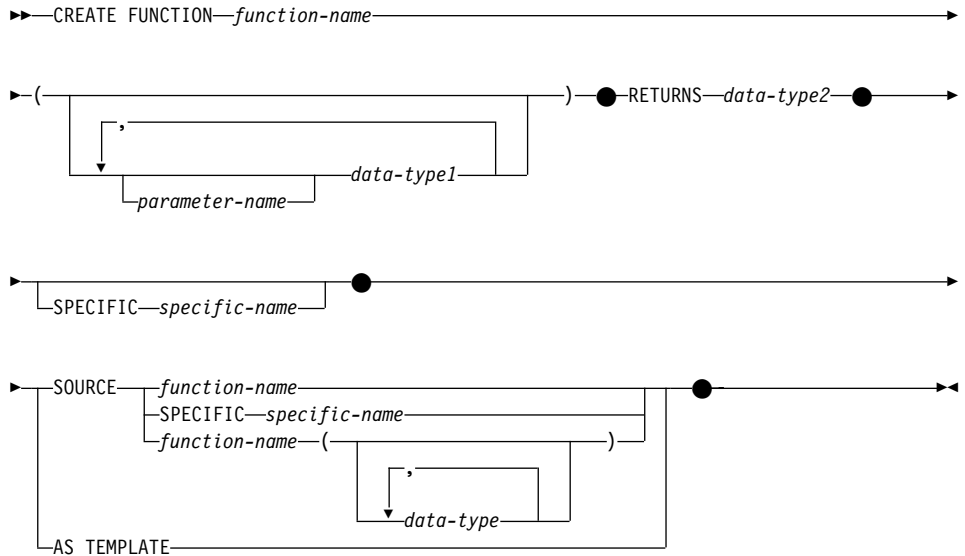 CREATE FUNCTION function-name
( ) RETURNS data-type2
,
data-type1
parameter-name
SPECIFIC specific-name
SOURCE function-name
SPECIFIC specific-name
function-name ( )
,
data-type
AS TEMPLATE